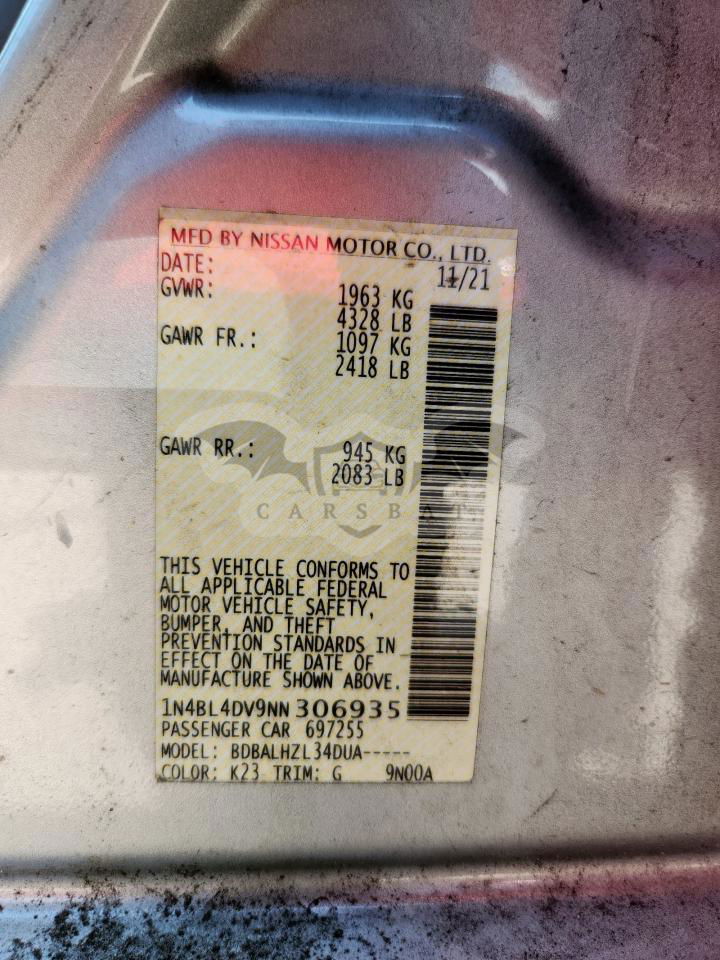 MFD BY NISSAN MOTOR CO., LTD.
DATE: 11/21
GVWR: 1963 KG
4328 LB
GAWR FR.: 1097 KG
2418 LB
GAWR RR.: 945 KG
2083 LB
CARSBAT
THIS VEHICLE CONFORMS TO
ALL APPLICABLE FEDERAL
MOTOR VEHICLE SAFETY,
BUMPER, AND THEFT
PREVENTION STANDARDS IN
EFFECT ON THE DATE OF
MANUFACTURE SHOWN ABOVE.
1N4BL4DV9NN306935
PASSENGER CAR 697255
MODEL: BDBALHZL34DUA-----
COLOR: K23 TRIM: G 9N00A